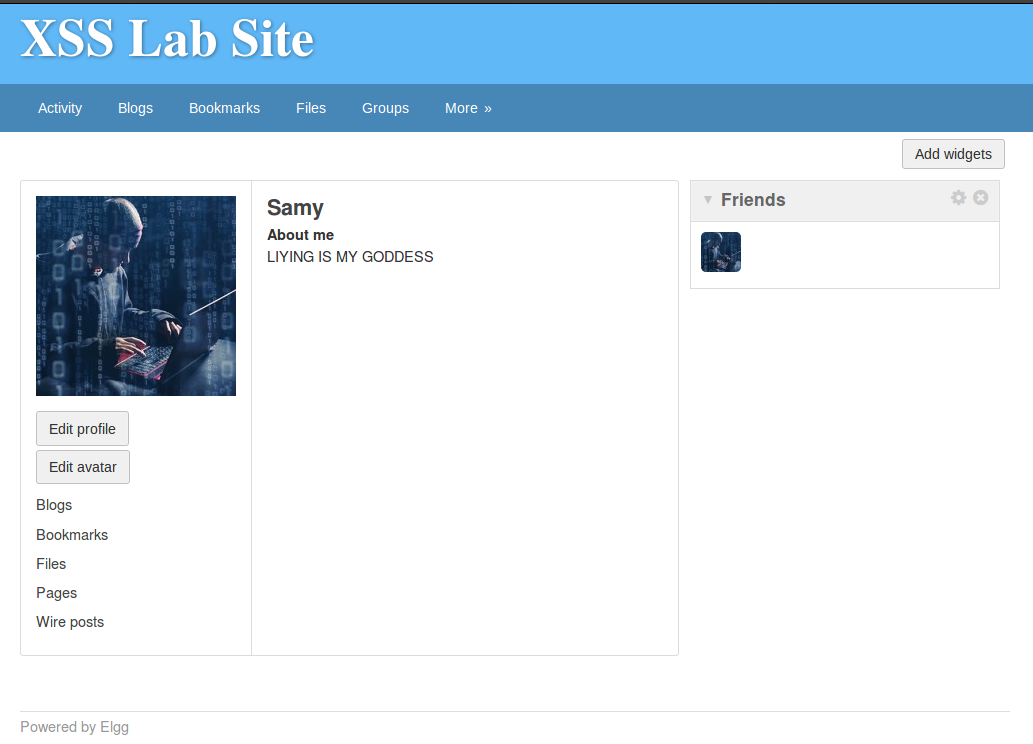 XSS Lab Site
Activity Blogs Bookmarks Files Groups More »
Add widgets
Samy
About me
LIYING IS MY GODDESS
Edit profile
Edit avatar
Blogs
Bookmarks
Files
Pages
Wire posts
Friends
Powered by Elgg